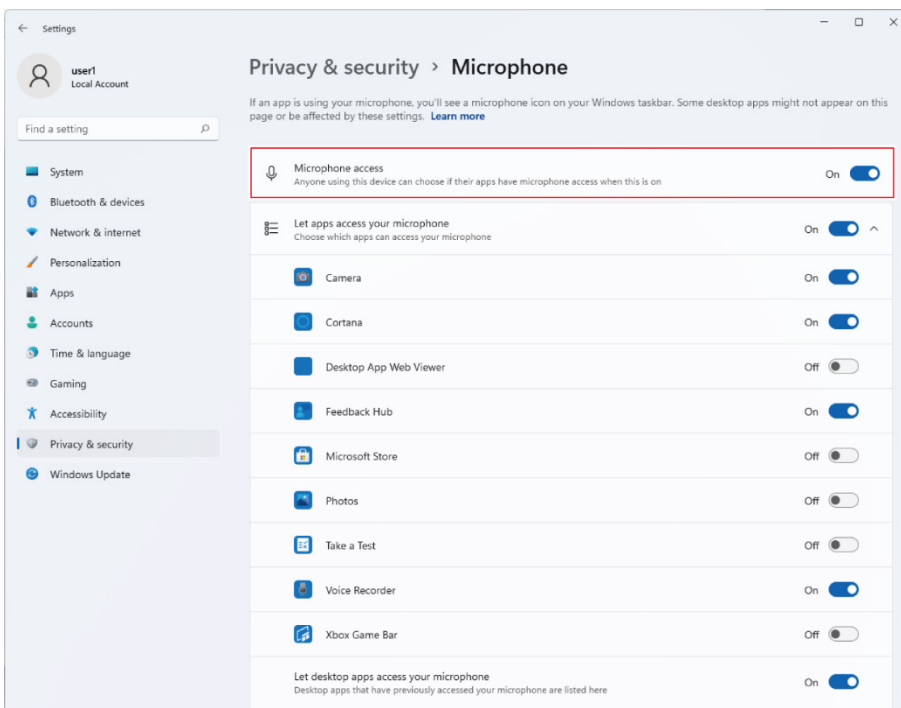 Settings
user1
Local Account
Find a setting
System
Bluetooth & devices
Network & internet
Personalization
Apps
Accounts
Time & language
Gaming
Accessibility
Privacy & security
Windows Update
Privacy & security > Microphone
If an app is using your microphone, you'll see a microphone icon on your Windows taskbar. Some desktop apps might not appear on this
page or be affected by these settings. Learn more
Microphone access
Anyone using this device can choose if their apps have microphone access when this is on
On
Let apps access your microphone
Choose which apps can access your microphone
On
Camera
On
Cortana
On
Desktop App Web Viewer
Off
Feedback Hub
On
Microsoft Store
Off
Photos
Off
Take a Test
Off
Voice Recorder
On
Xbox Game Bar
Off
Let desktop apps access your microphone
Desktop apps that have previously accessed your microphone are listed here
On